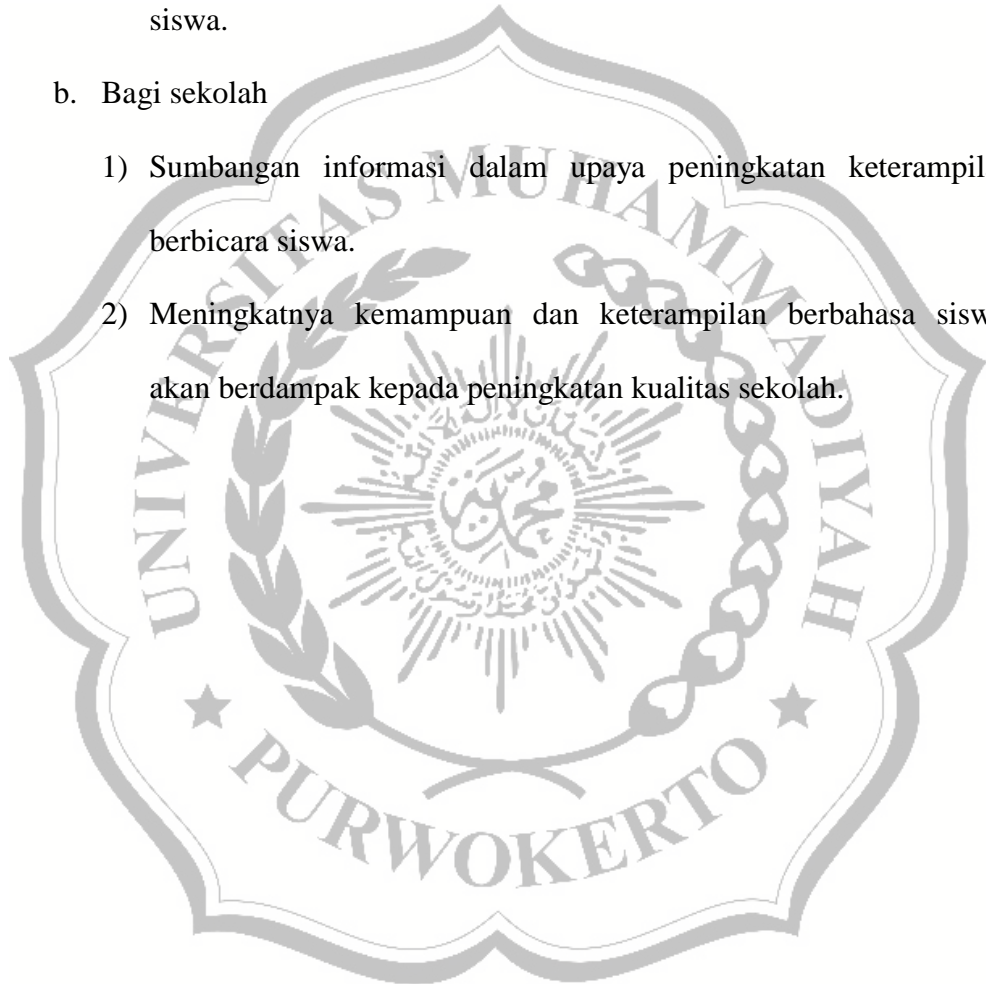 siswa.
b. Bagi sekolah
1) Sumbangan informasi dalam upaya peningkatan keterampil
berbicara siswa.
2) Meningkatnya kemampuan dan keterampilan berbahasa sisw
akan berdampak kepada peningkatan kualitas sekolah.
UNIVERSITAS MUHAMMADIYAH
PURWOKERTO